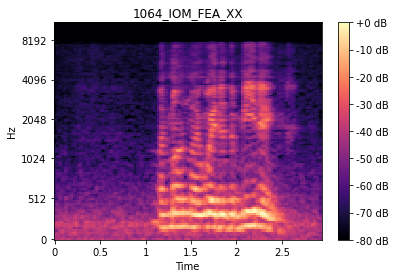 1064_IOM_FEA_XX
+0 dB
8192
-10 dB
4096
-20 dB
-30 dB
2048
Hz
-40 dB
1024
-50 dB
-60 dB
512
-70 dB
0
-80 dB
0 0.5 1 1.5 2 2.5
Time